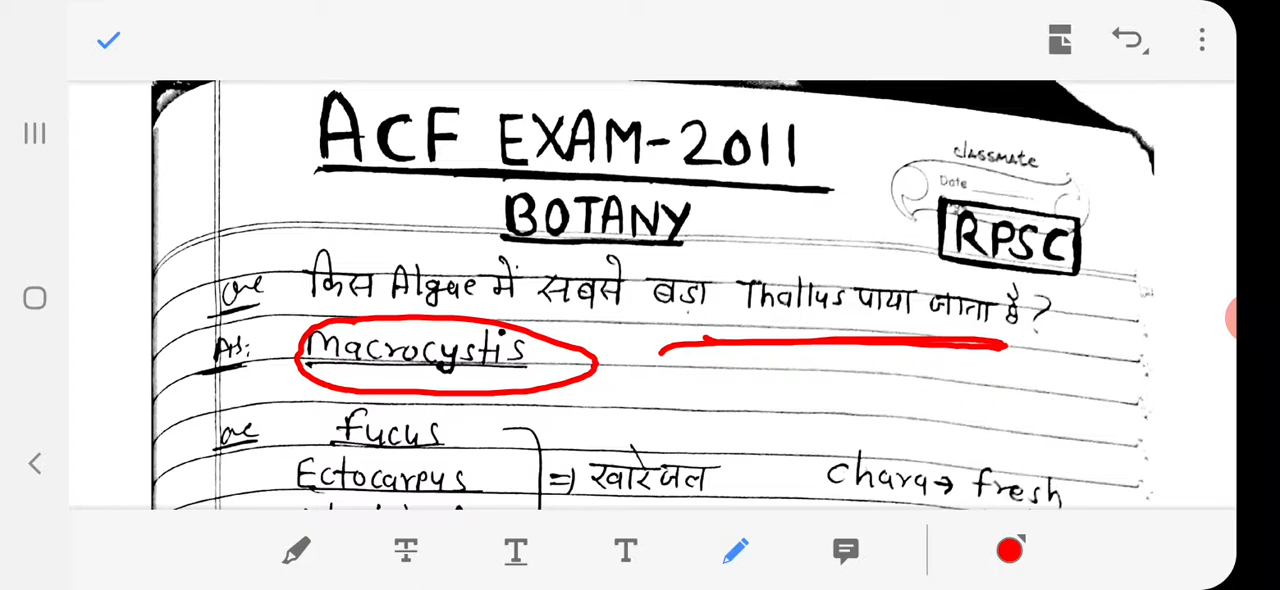 ACF EXAM-2011
classmate
Date
BOTANY
RPSC
Que किस Algae में सबसे बड़ा Thallus पाया जाता है?
Ans: Macrocystis
Que Fucus
Ectocarpus => खारे जल
Chara → fresh
T T T